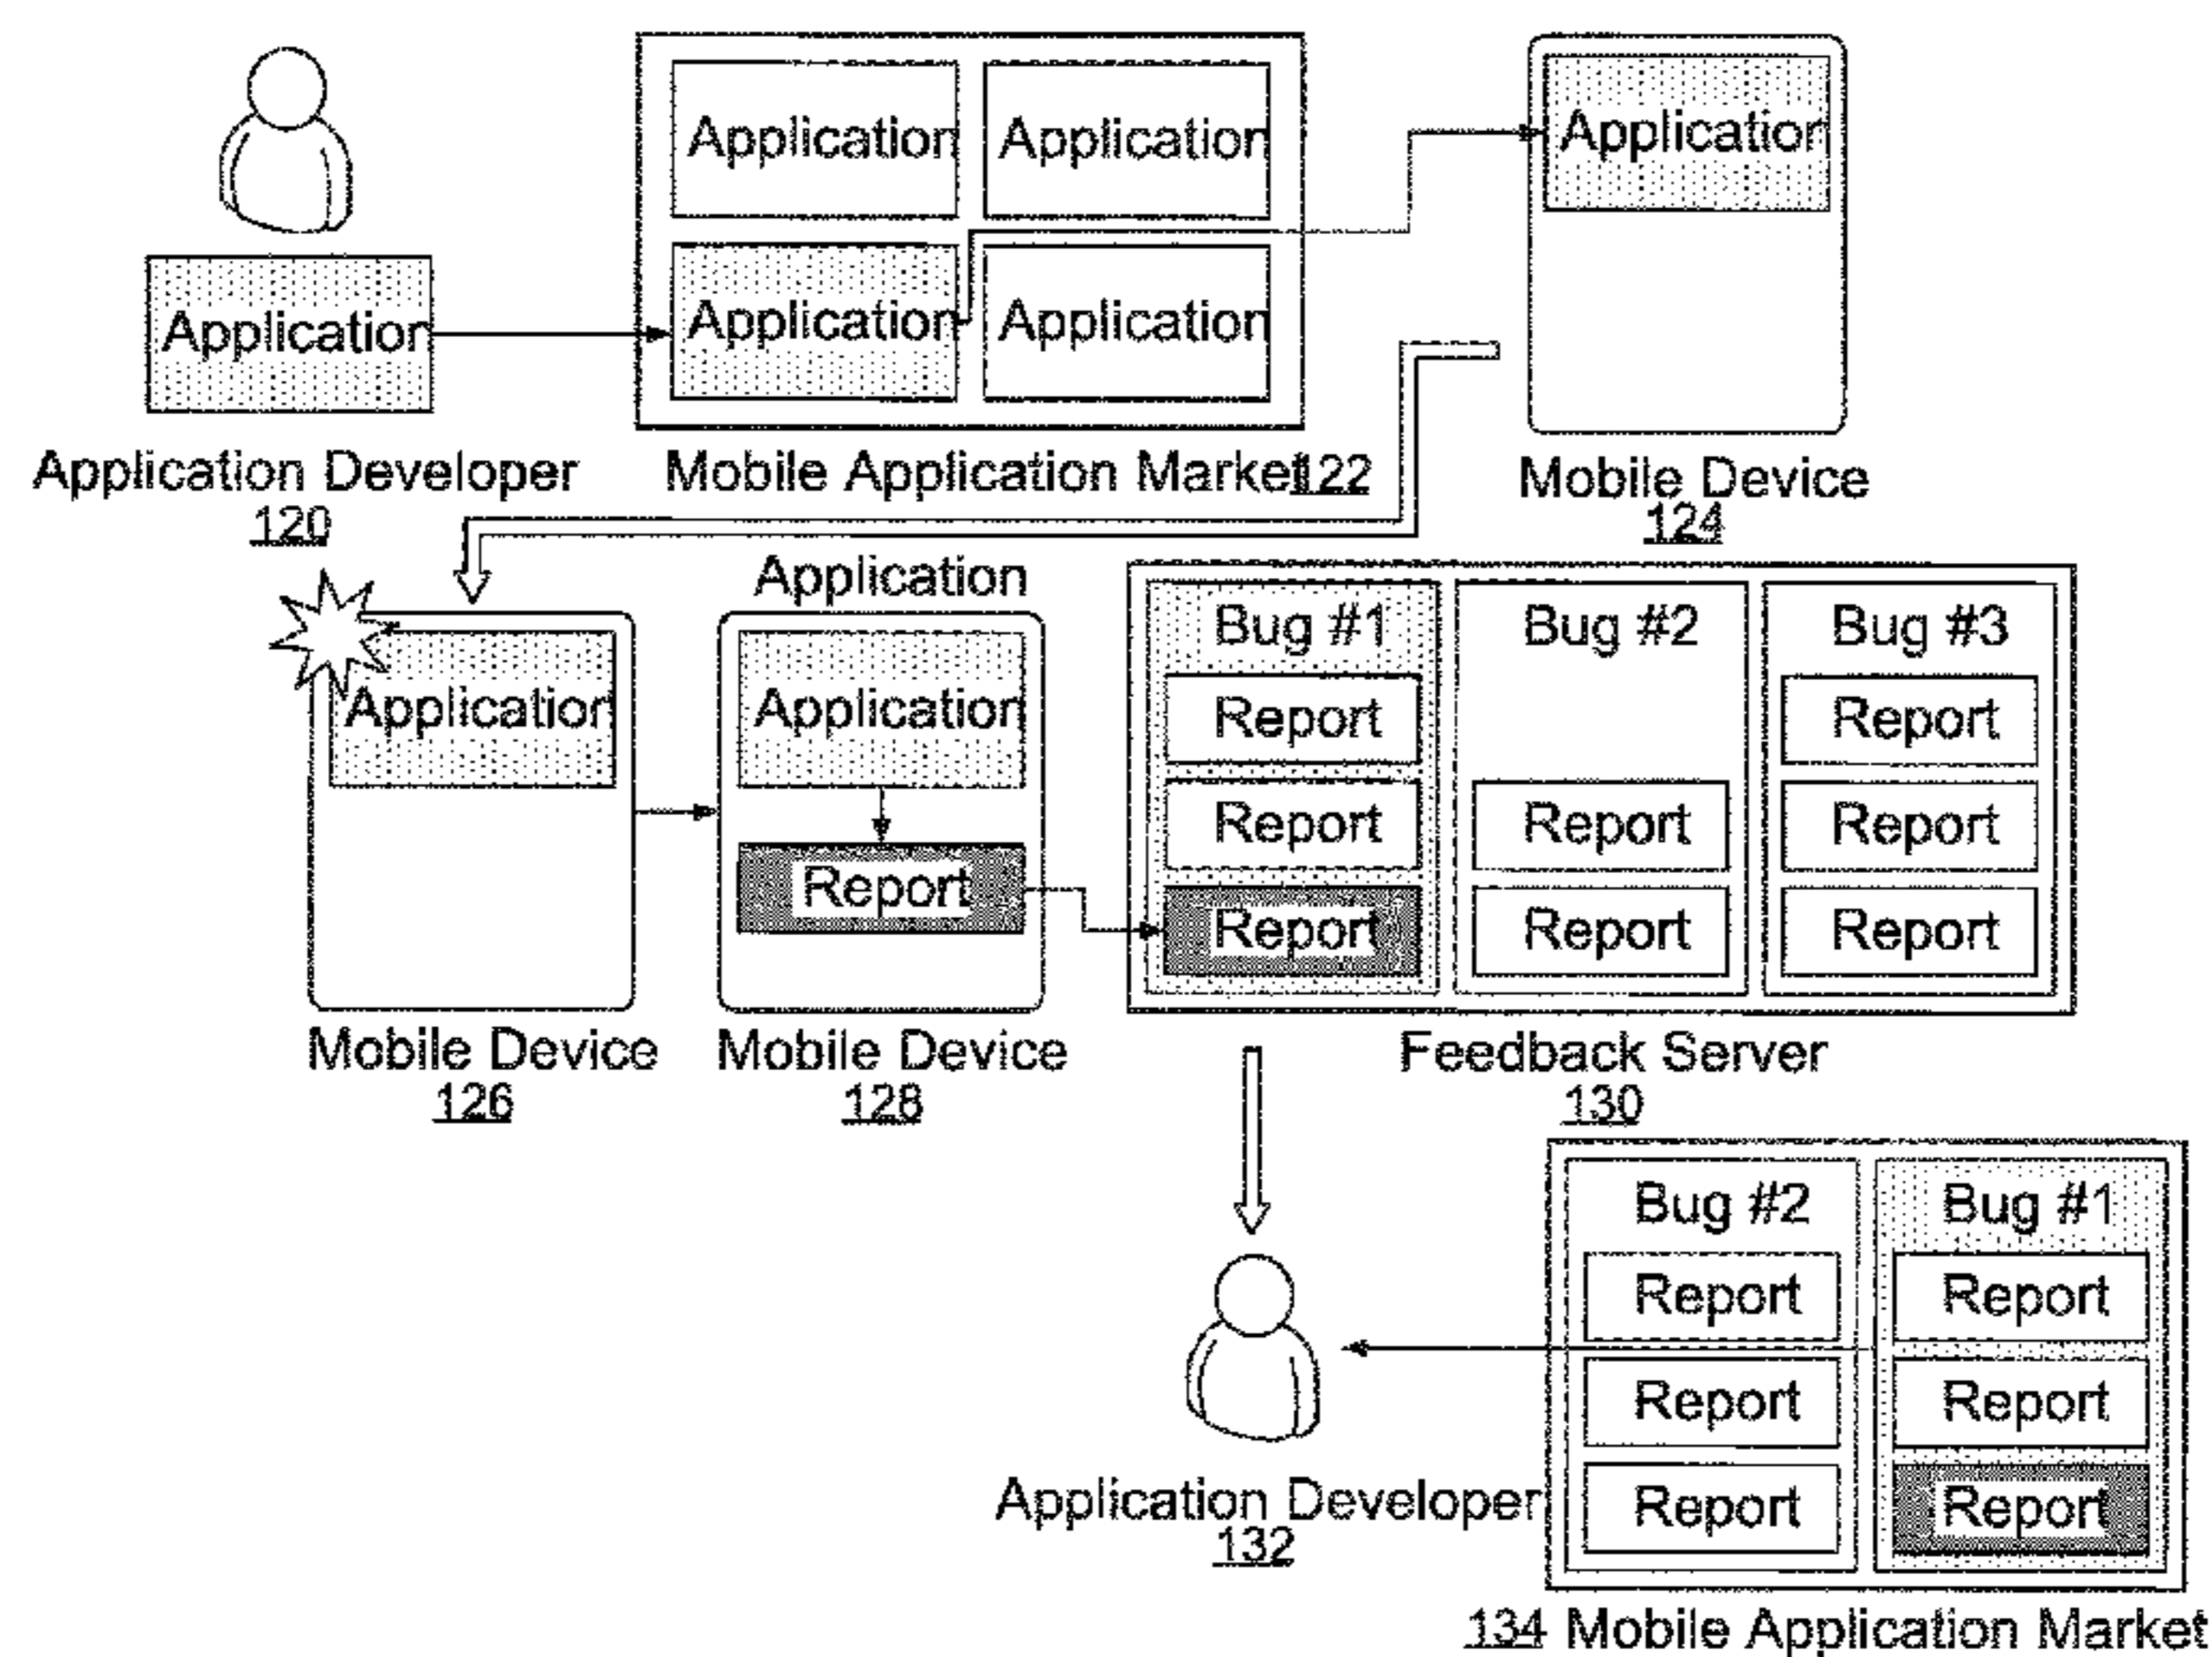 Application Application
Application
Application
Application Application
Application Developer
120
Mobile Application Market 122
Mobile Device
124
Application
Application
Mobile Device
126
Application
Report
Mobile Device
128
Bug #1 Bug #2 Bug #3
Report Report
Report Report Report
Report Report Report
Feedback Server
130
Application Developer
132
Bug #2 Bug #1
Report Report
Report Report
Report Report
134 Mobile Application Market